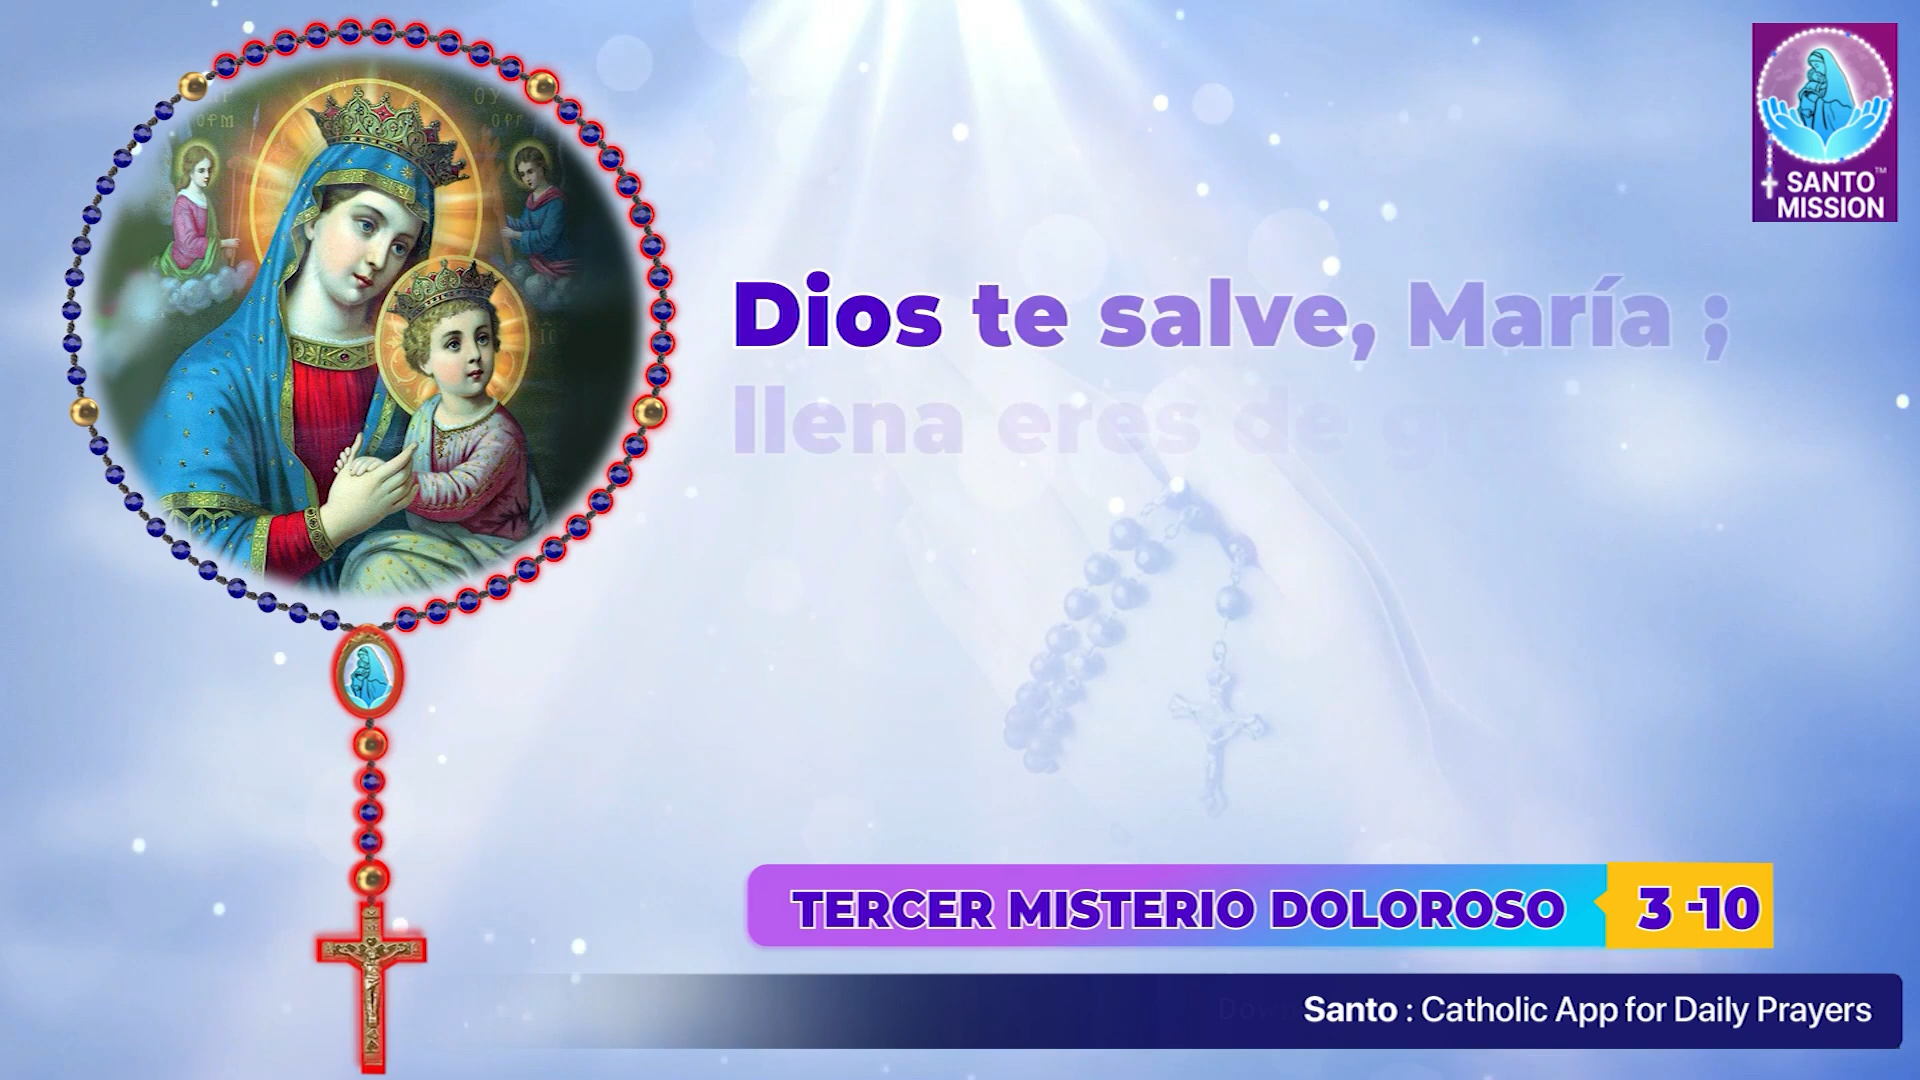 SANTO™
MISSION
Dios te salve, María ;
llena eres de
TERCER MISTERIO DOLOROSO
3 -10
Santo : Catholic App for Daily Prayers